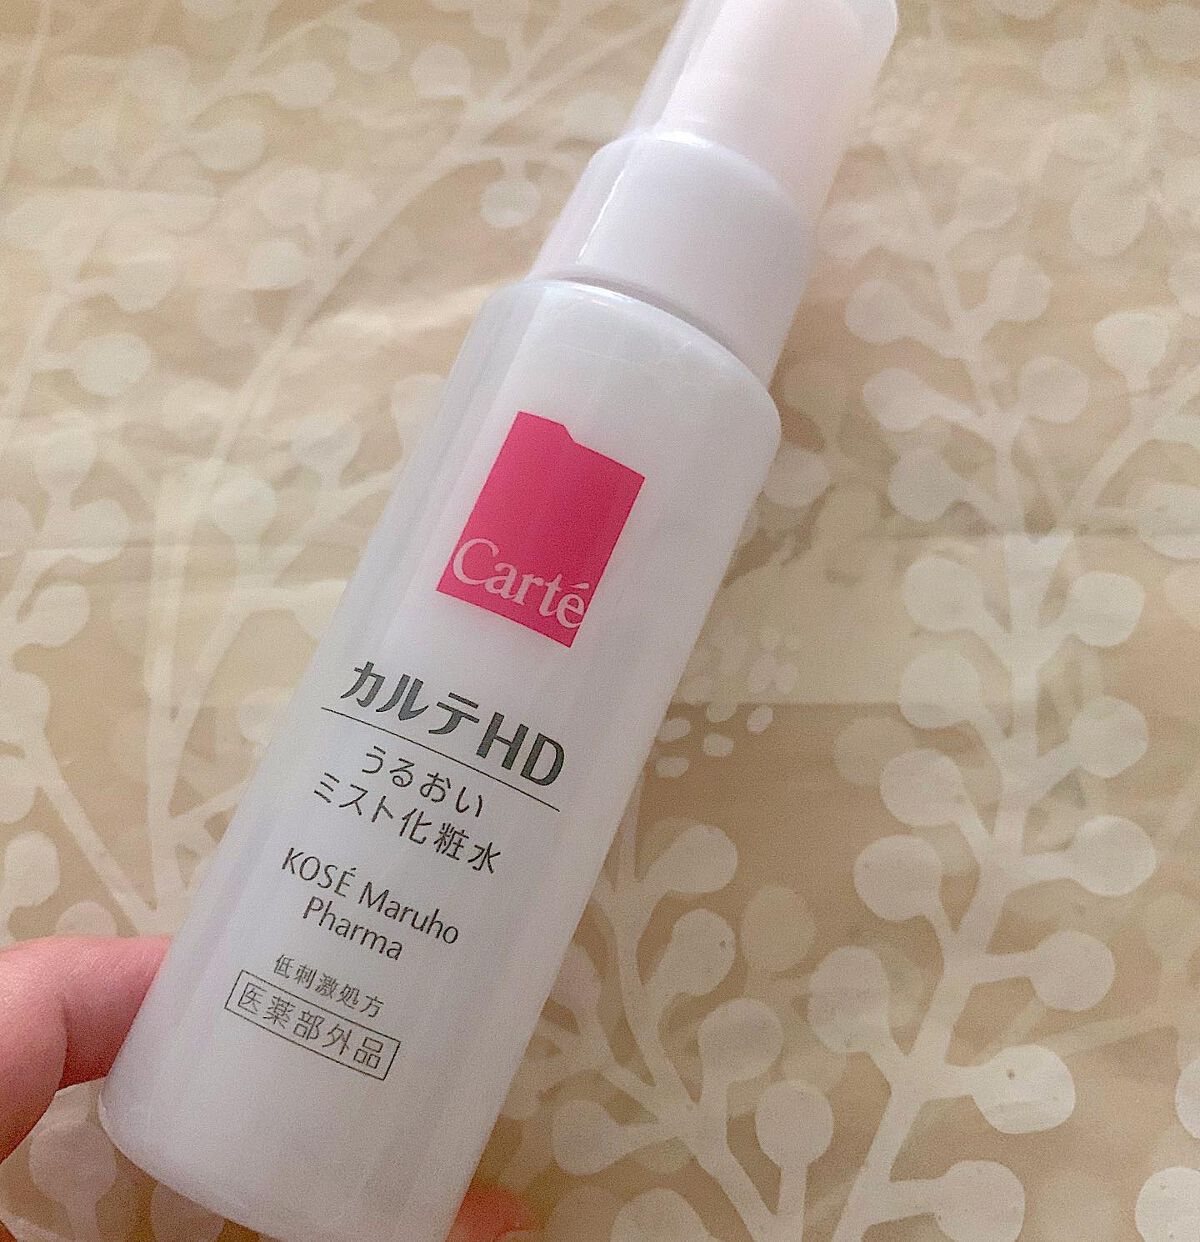 Carté
カルテHD
うるおい
ミスト化粧水
KOSÉ Maruho
Pharma
低刺激処方
医薬部外品